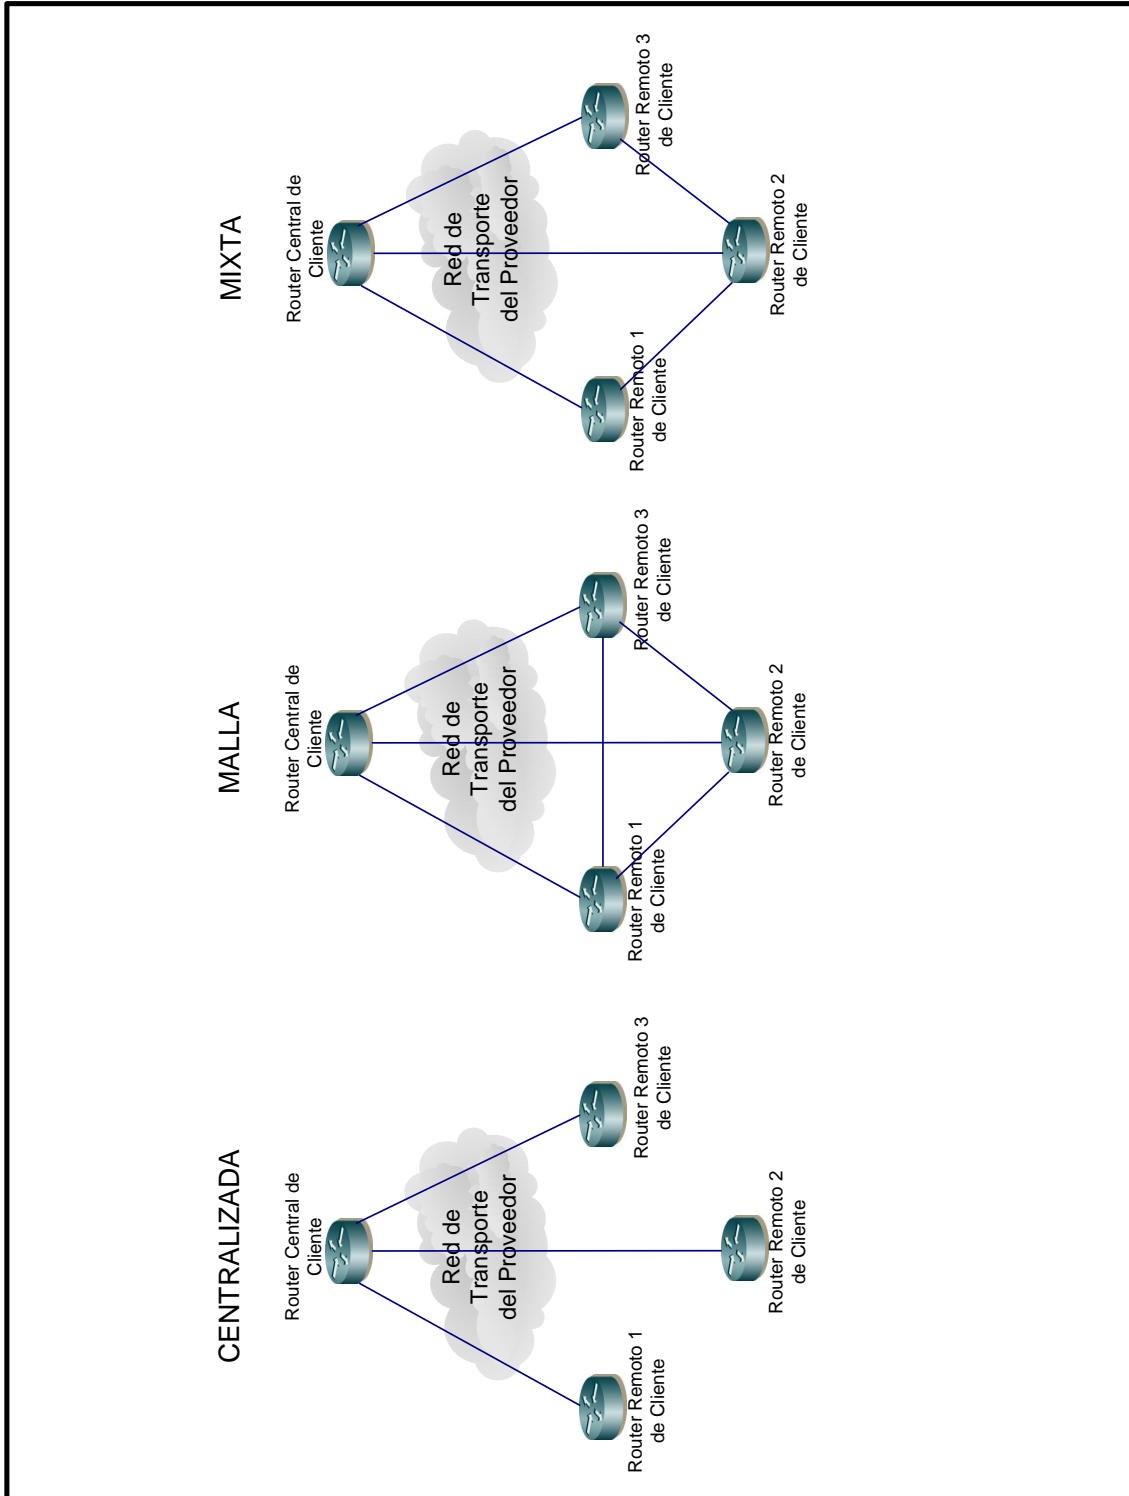 CENTRALIZADA
Router Central de
Cliente
Red de
Transporte
del Proveedor
Router Remoto 1
de Cliente
Router Remoto 2
de Cliente
Router Remoto 3
de Cliente
MALLA
Router Central de
Cliente
Red de
Transporte
del Proveedor
Router Remoto 1
de Cliente
Router Remoto 2
de Cliente
Router Remoto 3
de Cliente
MIXTA
Router Central de
Cliente
Red de
Transporte
del Proveedor
Router Remoto 1
de Cliente
Router Remoto 2
de Cliente
Router Remoto 3
de Cliente